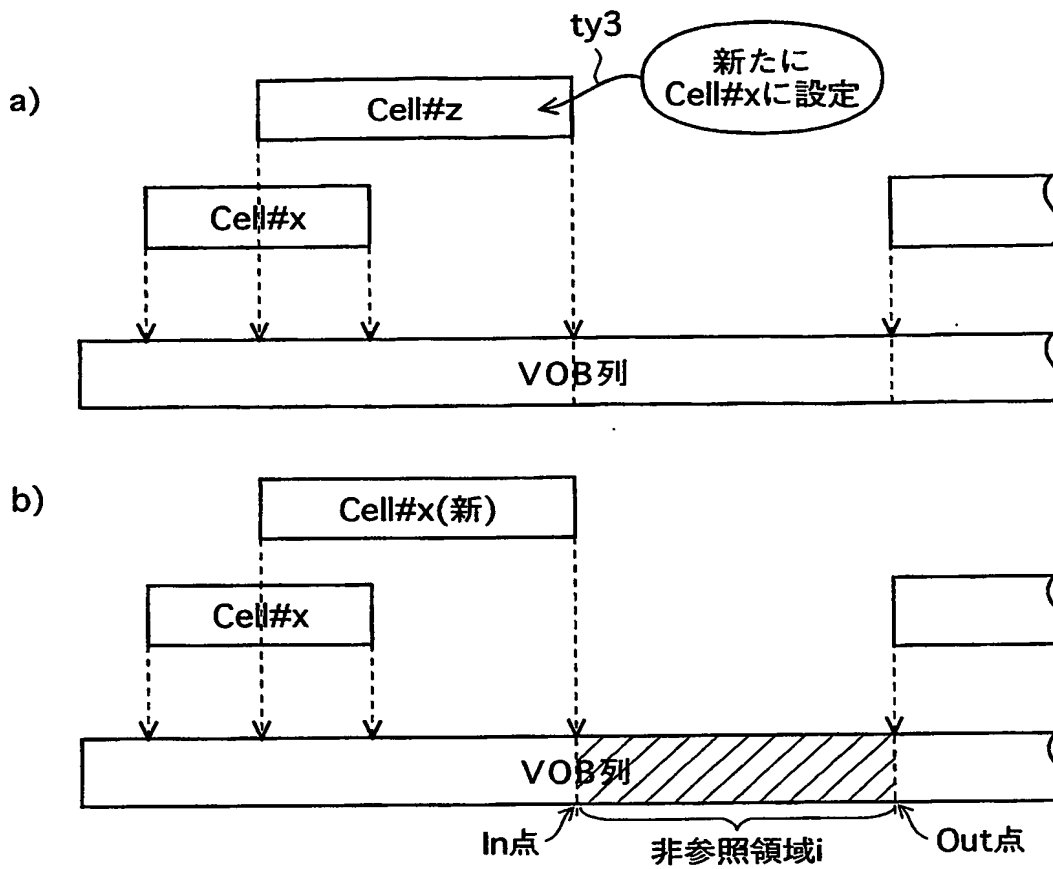 a)
ty3
新たに
Cell#xに設定
Cell#z
Cell#x
VOB列
b)
Cell#x(新)
Cell#x
VOB列
In点
非参照領域i
Out点